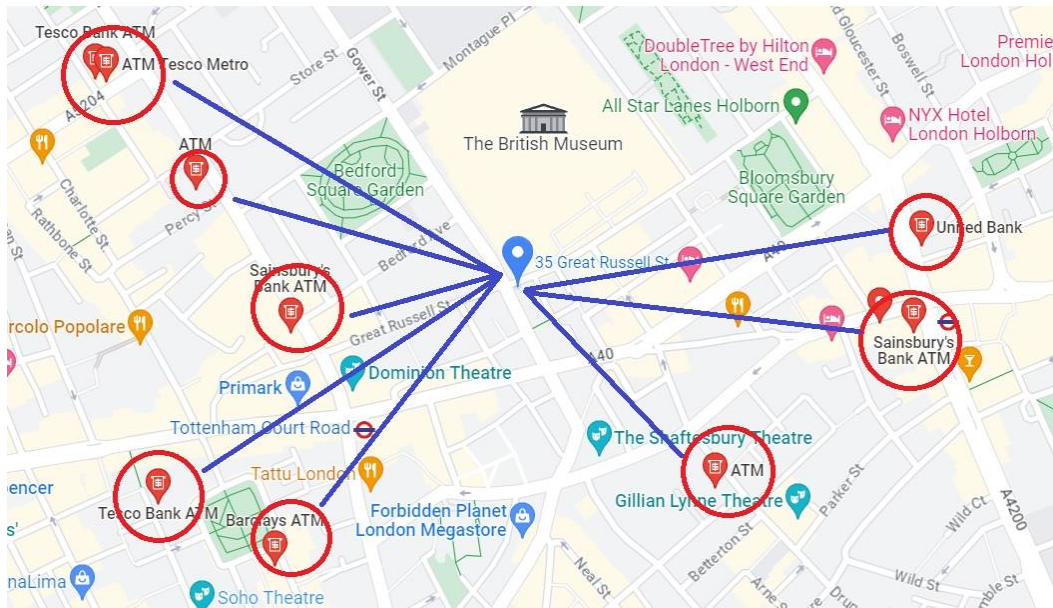 Tesco Bank ATM
ATM Tesco Metro
A5204
Store St
Gower St
Montague Pl
DoubleTree by Hilton
London - West End
Gloucester St
Boswell St
Premie
London Hol
All Star Lanes Holborn
NYX Hotel
London Holborn
The British Museum
ATM
Bedford
Square Garden
Bloomsbury
Square Garden
Charlotte St.
Rathbone St
Percy St
Bedford Ave
United Bank
A40
35 Great Russell St
Sainsbury's
Bank ATM
Great Russell St
rcolo Popolare
Sainsbury's
Bank ATM
A40
Dominion Theatre
Primark
Tottenham Court Road
The Shaftesbury Theatre
ATM
Tattu London
Gillian Lynne Theatre
Parker St
encer
Tesco Bank ATM
Barclays ATM
Forbidden Planet
London Megastore
A4200
Wild Ct
s'
Betterton St
naLima
Soho Theatre
Neal St
Wild St